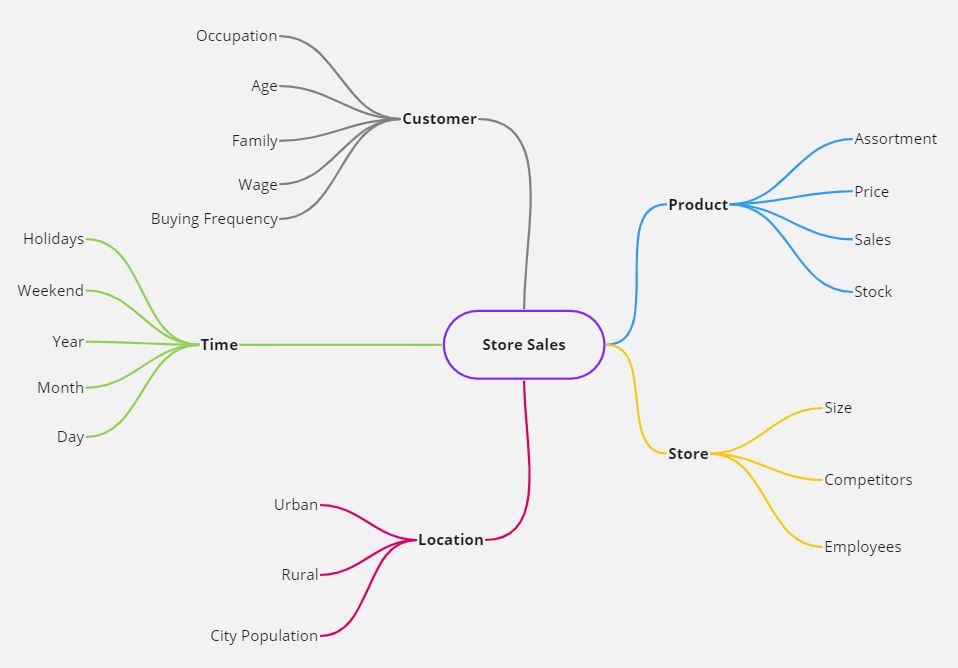 Store Sales
Customer
Occupation
Age
Family
Wage
Buying Frequency
Product
Assortment
Price
Sales
Stock
Store
Size
Competitors
Employees
Location
Urban
Rural
City Population
Time
Holidays
Weekend
Year
Month
Day